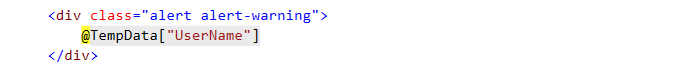 <div class="alert alert-warning">
@TempData["UserName"]
</div>